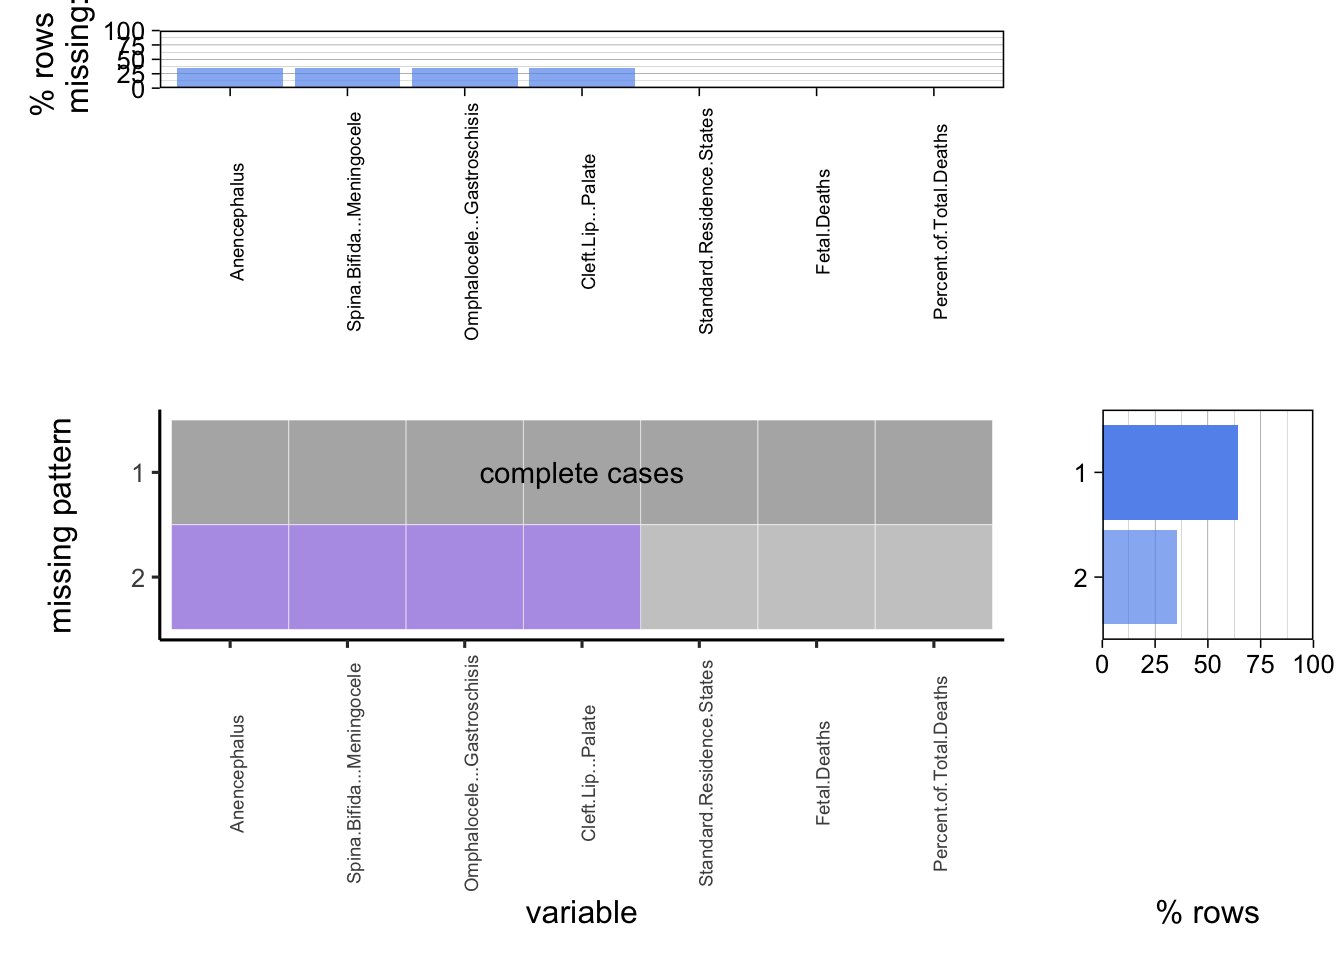 % rows
missing:
100
75
50
25
0
Anencephalus
Spina.Bifida...Meningocele
Omphalocele...Gastroschisis
Cleft.Lip...Palate
Standard.Residence.States
Fetal.Deaths
Percent.of.Total.Deaths
missing pattern
1
2
complete cases
Anencephalus
Spina.Bifida...Meningocele
Omphalocele...Gastroschisis
Cleft.Lip...Palate
Standard.Residence.States
Fetal.Deaths
Percent.of.Total.Deaths
variable
1
2
0 25 50 75 100
% rows